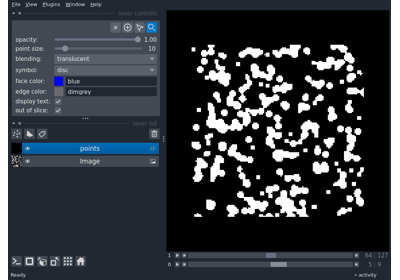 File View Plugins Window Help
layer controls
opacity: 1.00
point size: 10
blending: translucent
symbol: disc
face color: blue
edge color: dimgrey
display text:
out of slice:
layer list
points
Image
1 64 127
0 5 9
Ready activity